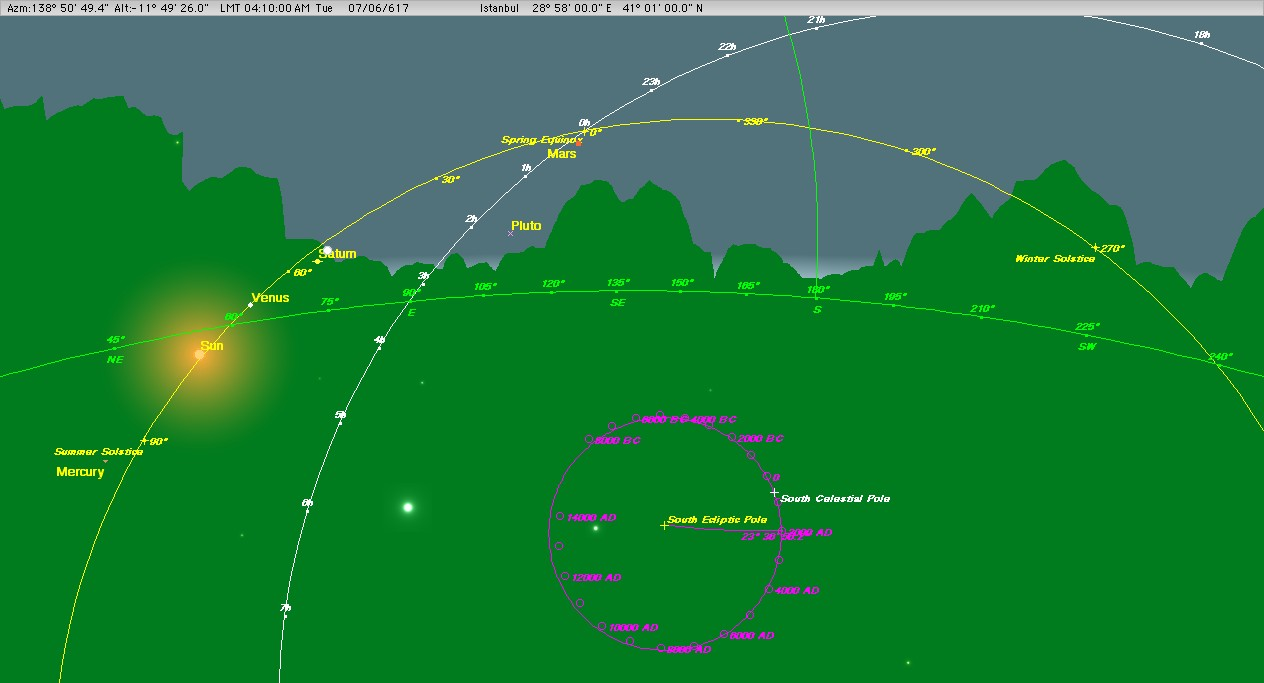 Azm:138° 50' 49.4" Alt:-11° 49' 26.0" LMT 04:10:00 AM Tue 07/06/617 Istanbul 28° 58' 00.0" E 41° 01' 00.0" N
21h
18h
22h
23h
0h
0°
330°
Spring Equinox
Mars
300°
1h
30°
2h
Pluto
Saturn
270°
Winter Solstice
60°
3h
Venus
75°
90°
105°
120°
135°
150°
165°
180°
195°
210°
E
SE
S
60°
225°
SW
45°
NE
Sun
4h
240°
5h
4000 BC
2000 BC
8000 BC
90°
Summer Solstice
Mercury
0
South Celestial Pole
6h
14000 AD
South Ecliptic Pole
2000 AD
12000 AD
4000 AD
7h
10000 AD
6000 AD
8000 AD